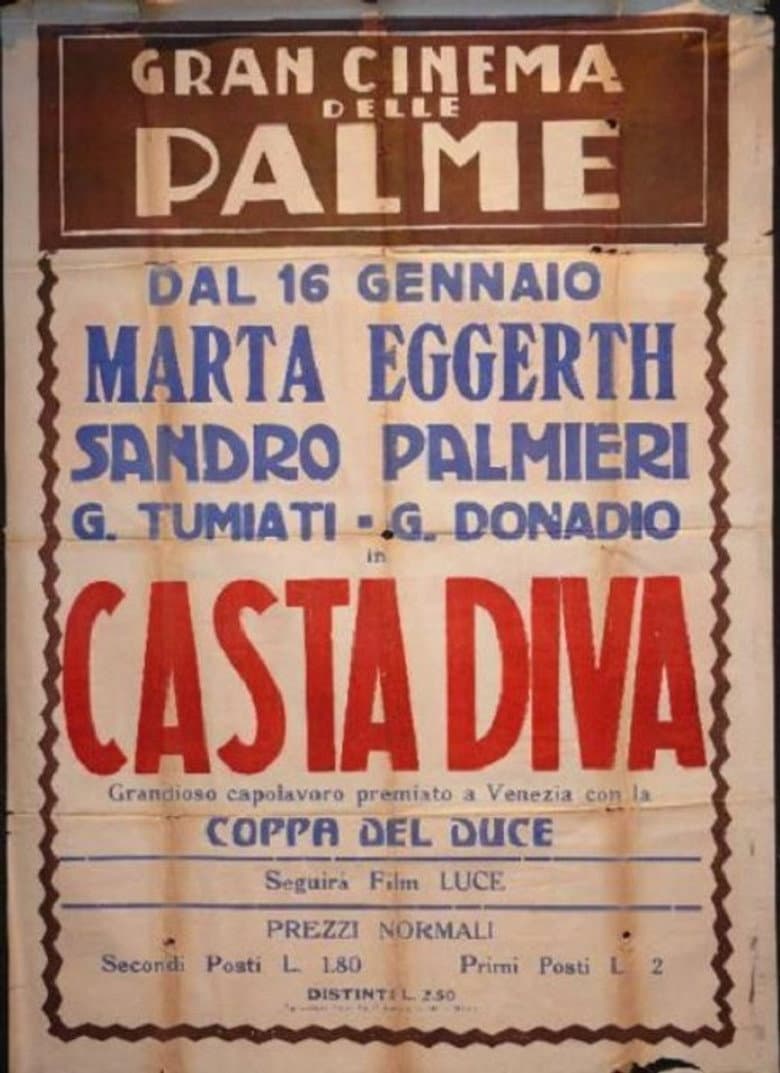 GRAN CINEMA
DELLE
PALME
DAL 16 GENNAIO
MARTA EGGERTH
SANDRO PALMIERI
G. TUMIATI - G. DONADIO
in
CASTA DIVA
Grandioso capolavoro premiato a Venezia con la
COPPA DEL DUCE
Seguirà Film LUCE
PREZZI NORMALI
Secondi Posti L. 1.80 Primi Posti L 2
DISTINTI L. 2.50